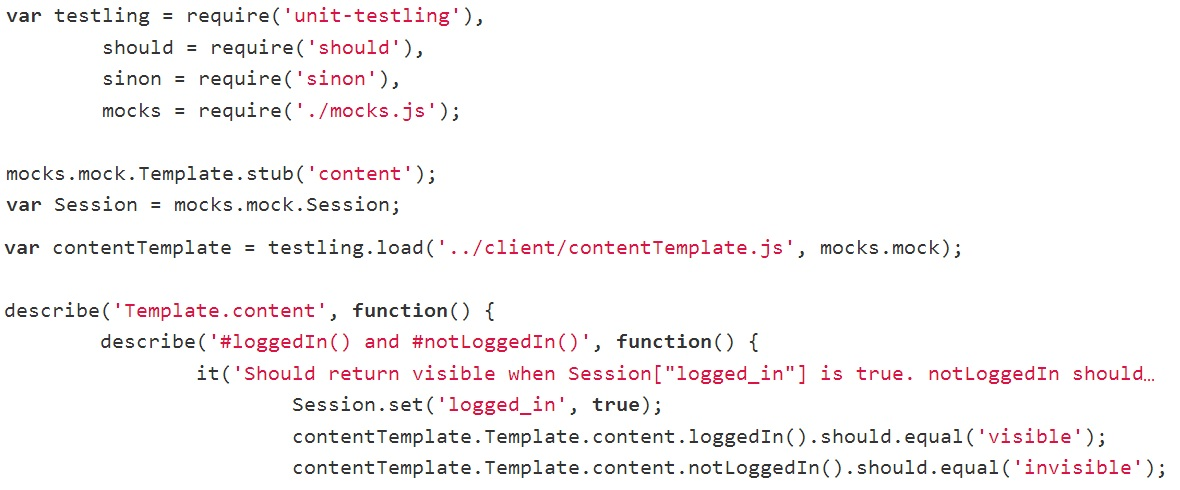 var testling = require('unit-testling'),
should = require('should'),
sinon = require('sinon'),
mocks = require('./mocks.js');
mocks.mock.Template.stub('content');
var Session = mocks.mock.Session;
var contentTemplate = testling.load('../client/contentTemplate.js', mocks.mock);
describe('Template.content', function() {
describe('#loggedIn() and #notLoggedIn()', function() {
it('Should return visible when Session["logged_in"] is true. notLoggedIn should…
Session.set('logged_in', true);
contentTemplate.Template.content.loggedIn().should.equal('visible');
contentTemplate.Template.content.notLoggedIn().should.equal('invisible');